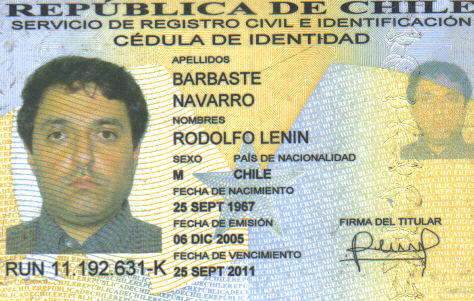 REPÚBLICA DE CHILE
SERVICIO DE REGISTRO CIVIL E IDENTIFICACIÓN
CÉDULA DE IDENTIDAD
APELLIDOS
BARBASTE
NAVARRO
NOMBRES
RODOLFO LENIN
SEXO PAÍS DE NACIONALIDAD
M CHILE
FECHA DE NACIMIENTO
25 SEPT 1967
FECHA DE EMISIÓN
06 DIC 2005
FECHA DE VENCIMIENTO
25 SEPT 2011
FIRMA DEL TITULAR
RUN 11.192.631-K